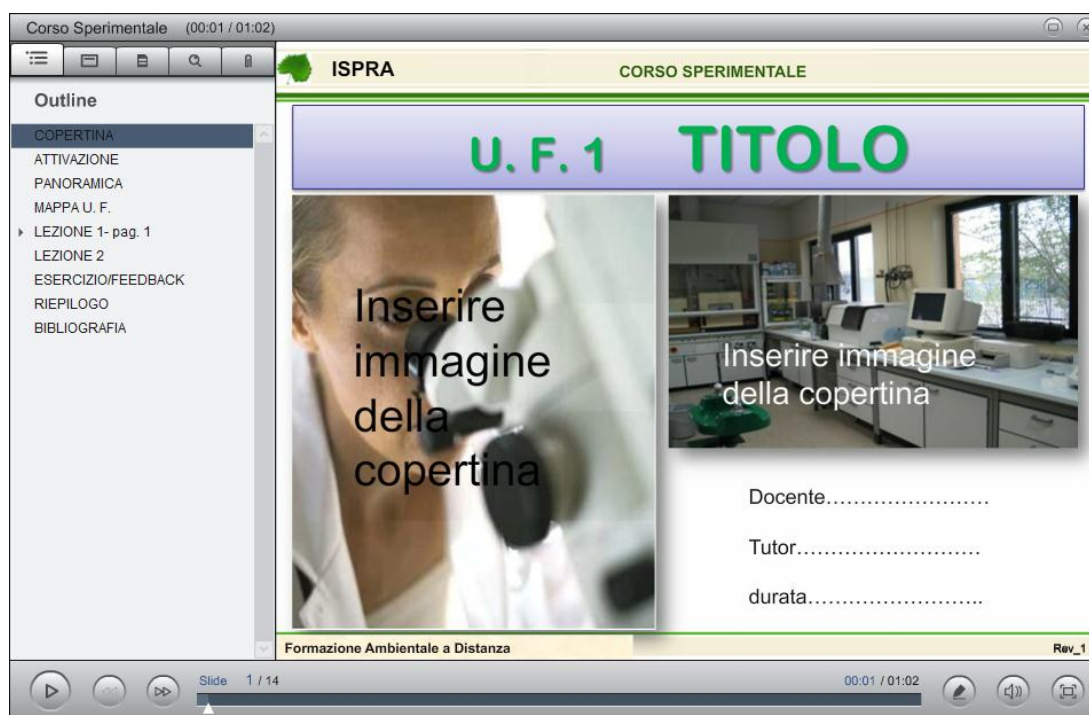 Corso Sperimentale (00:01 / 01:02)
Outline
COPERTINA
ATTIVAZIONE
PANORAMICA
MAPPA U. F.
LEZIONE 1- pag. 1
LEZIONE 2
ESERCIZIO/FEEDBACK
RIEPILOGO
BIBLIOGRAFIA
ISPRA
CORSO SPERIMENTALE
U. F. 1 TITOLO
Inserire
immagine
della
copertina
Inserire immagine
della copertina
Docente……………………
Tutor………………………
durata……………………..
Formazione Ambientale a Distanza
Rev_1
Slide 1 / 14
00:01 / 01:02